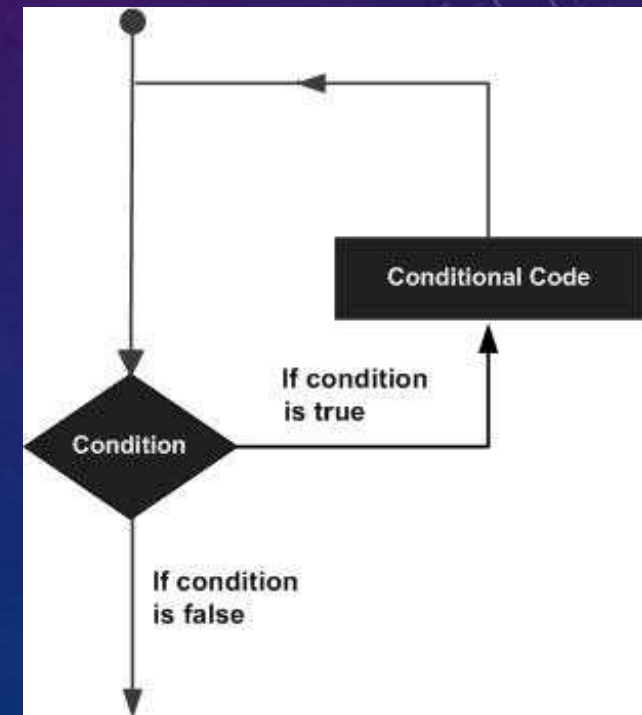 Conditional Code
If condition
is true
Condition
If condition
is false